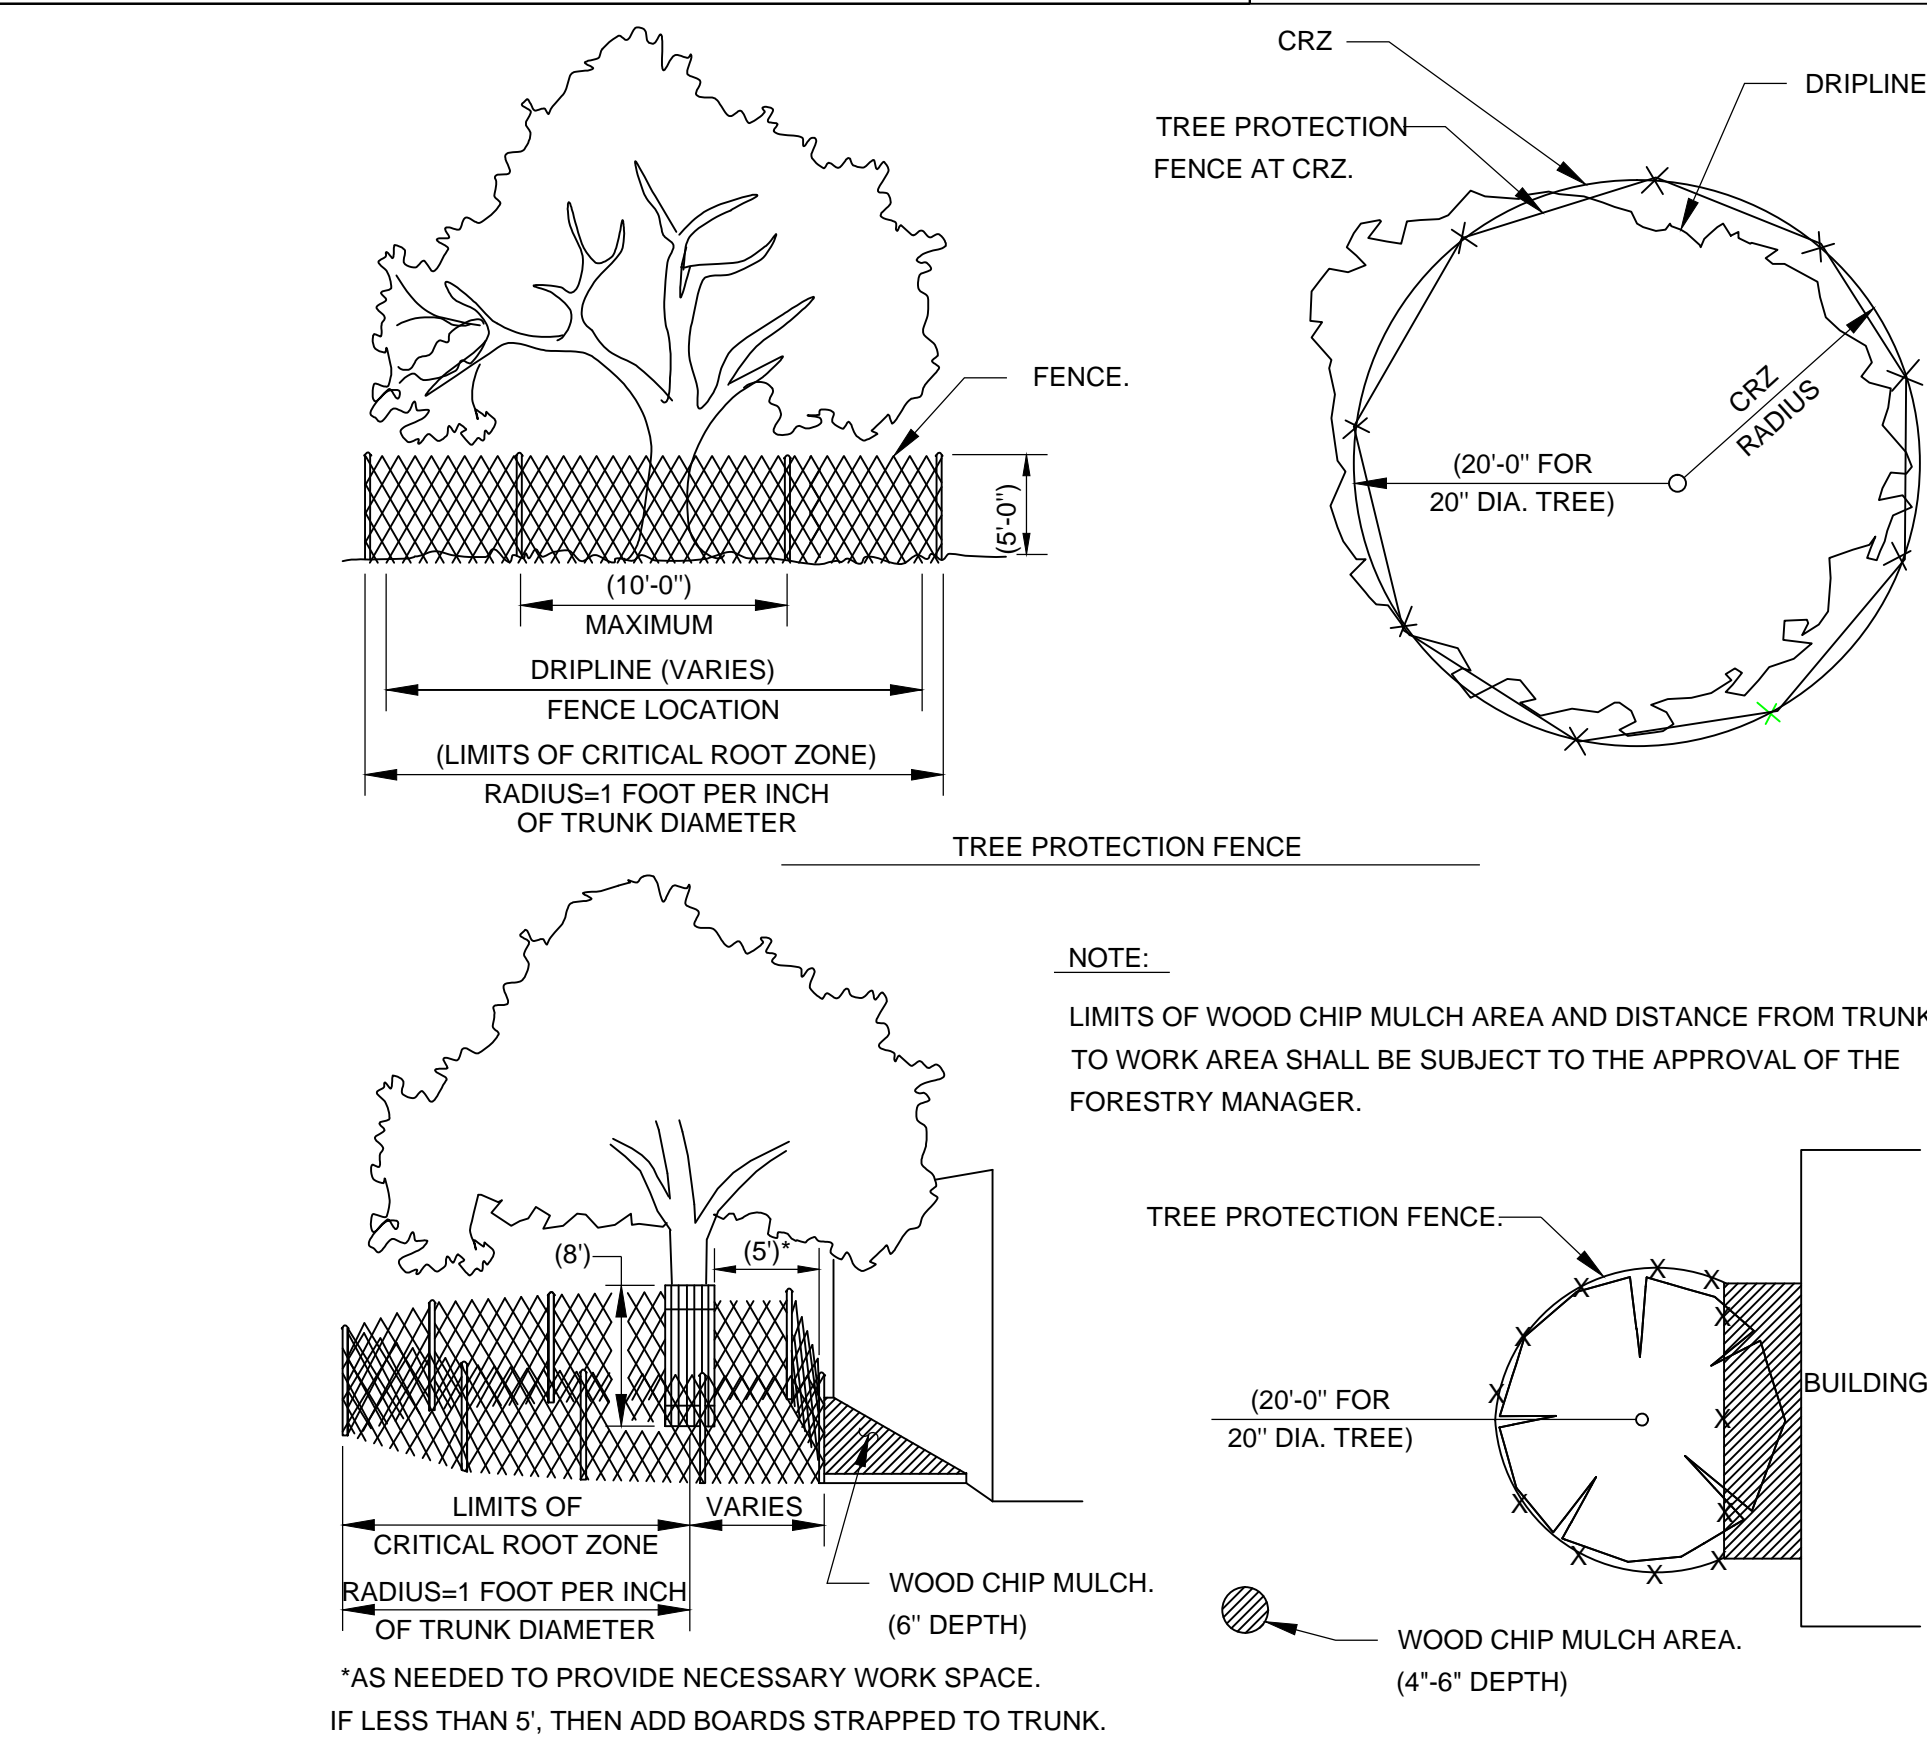 CRZ
DRIPLINE
TREE PROTECTION
FENCE AT CRZ.
FENCE.
CRZ
RADIUS
(20'-0" FOR
20" DIA. TREE)
(5'-0")
(10'-0")
MAXIMUM
DRIPLINE (VARIES)
FENCE LOCATION
(LIMITS OF CRITICAL ROOT ZONE)
RADIUS=1 FOOT PER INCH
OF TRUNK DIAMETER
TREE PROTECTION FENCE
NOTE:
LIMITS OF WOOD CHIP MULCH AREA AND DISTANCE FROM TRUNK
TO WORK AREA SHALL BE SUBJECT TO THE APPROVAL OF THE
FORESTRY MANAGER.
TREE PROTECTION FENCE.
(8')
(5')*
BUILDING
(20'-0" FOR
20" DIA. TREE)
LIMITS OF
CRITICAL ROOT ZONE
VARIES
RADIUS=1 FOOT PER INCH
OF TRUNK DIAMETER
WOOD CHIP MULCH.
(6" DEPTH)
WOOD CHIP MULCH AREA.
(4"-6" DEPTH)
*AS NEEDED TO PROVIDE NECESSARY WORK SPACE.
IF LESS THAN 5', THEN ADD BOARDS STRAPPED TO TRUNK.